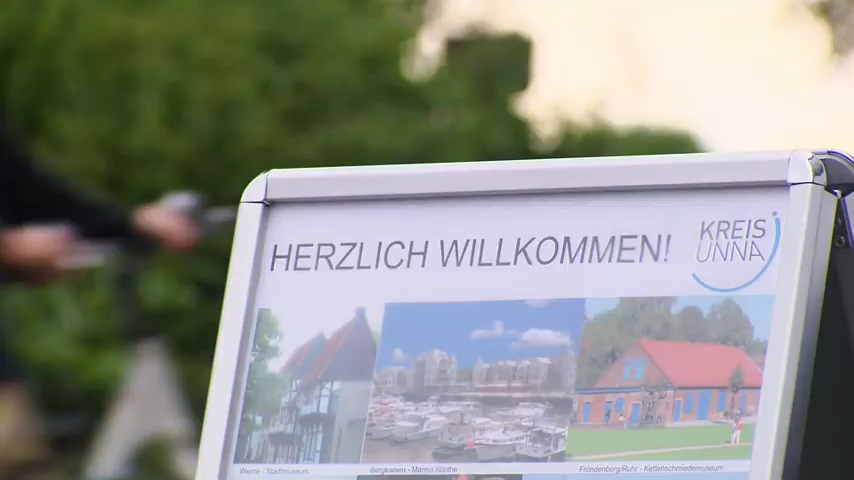 HERZLICH WILLKOMMEN!
KREIS
UNNA
Werne - Stadtmuseum
Bergkamen - Marina Rünthe
Fröndenberg/Ruhr - Kettenschmiedemuseum